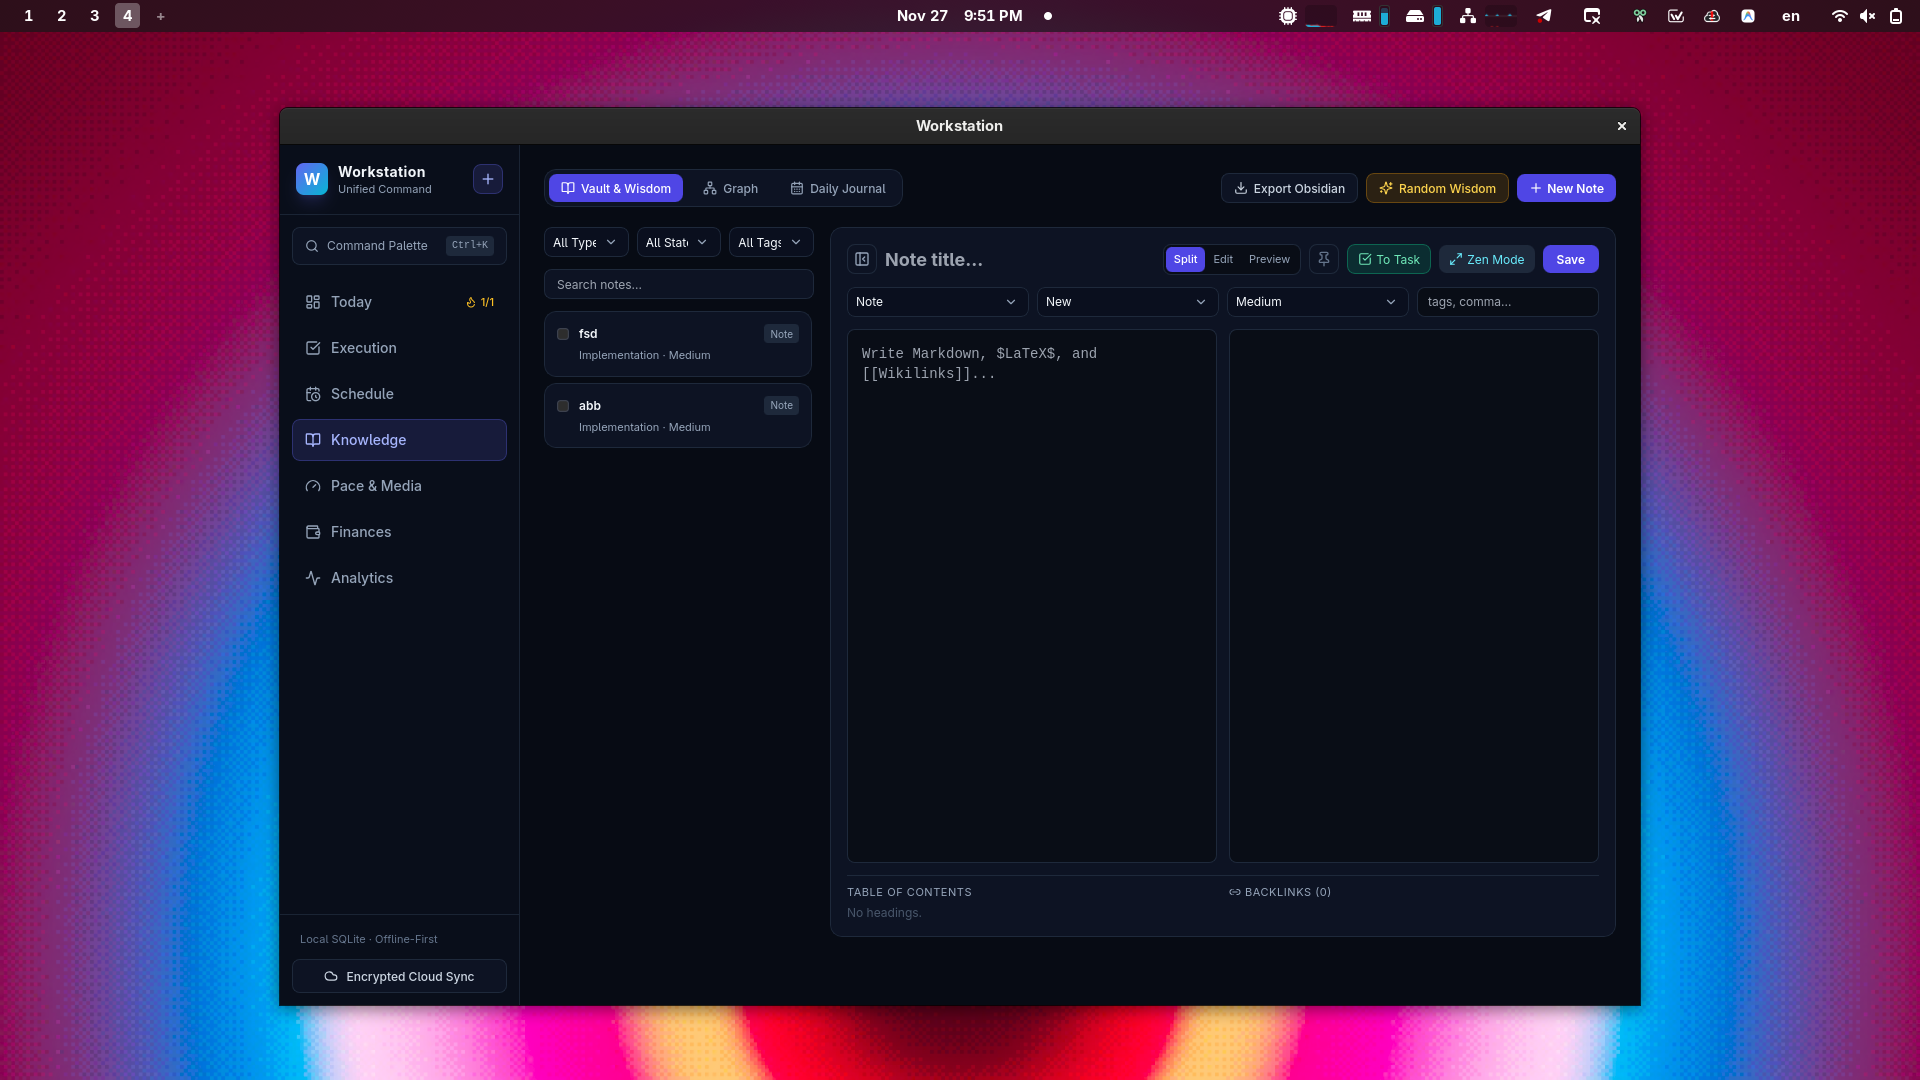 1 2 3 4 +
Nov 27 9:51 PM
en
Workstation
W
Workstation
Unified Command
Command Palette Ctrl+K
Today 1/1
Execution
Schedule
Knowledge
Pace & Media
Finances
Analytics
Local SQLite · Offline-First
Encrypted Cloud Sync
Vault & Wisdom Graph Daily Journal
Export Obsidian Random Wisdom New Note
All Type All State All Tags
Search notes...
fsd Note
Implementation · Medium
abb Note
Implementation · Medium
Note title...
Split Edit Preview
To Task Zen Mode Save
Note New Medium tags, comma...
Write Markdown, $LaTeX$, and
[[Wikilinks]]...
TABLE OF CONTENTS
No headings.
BACKLINKS (0)